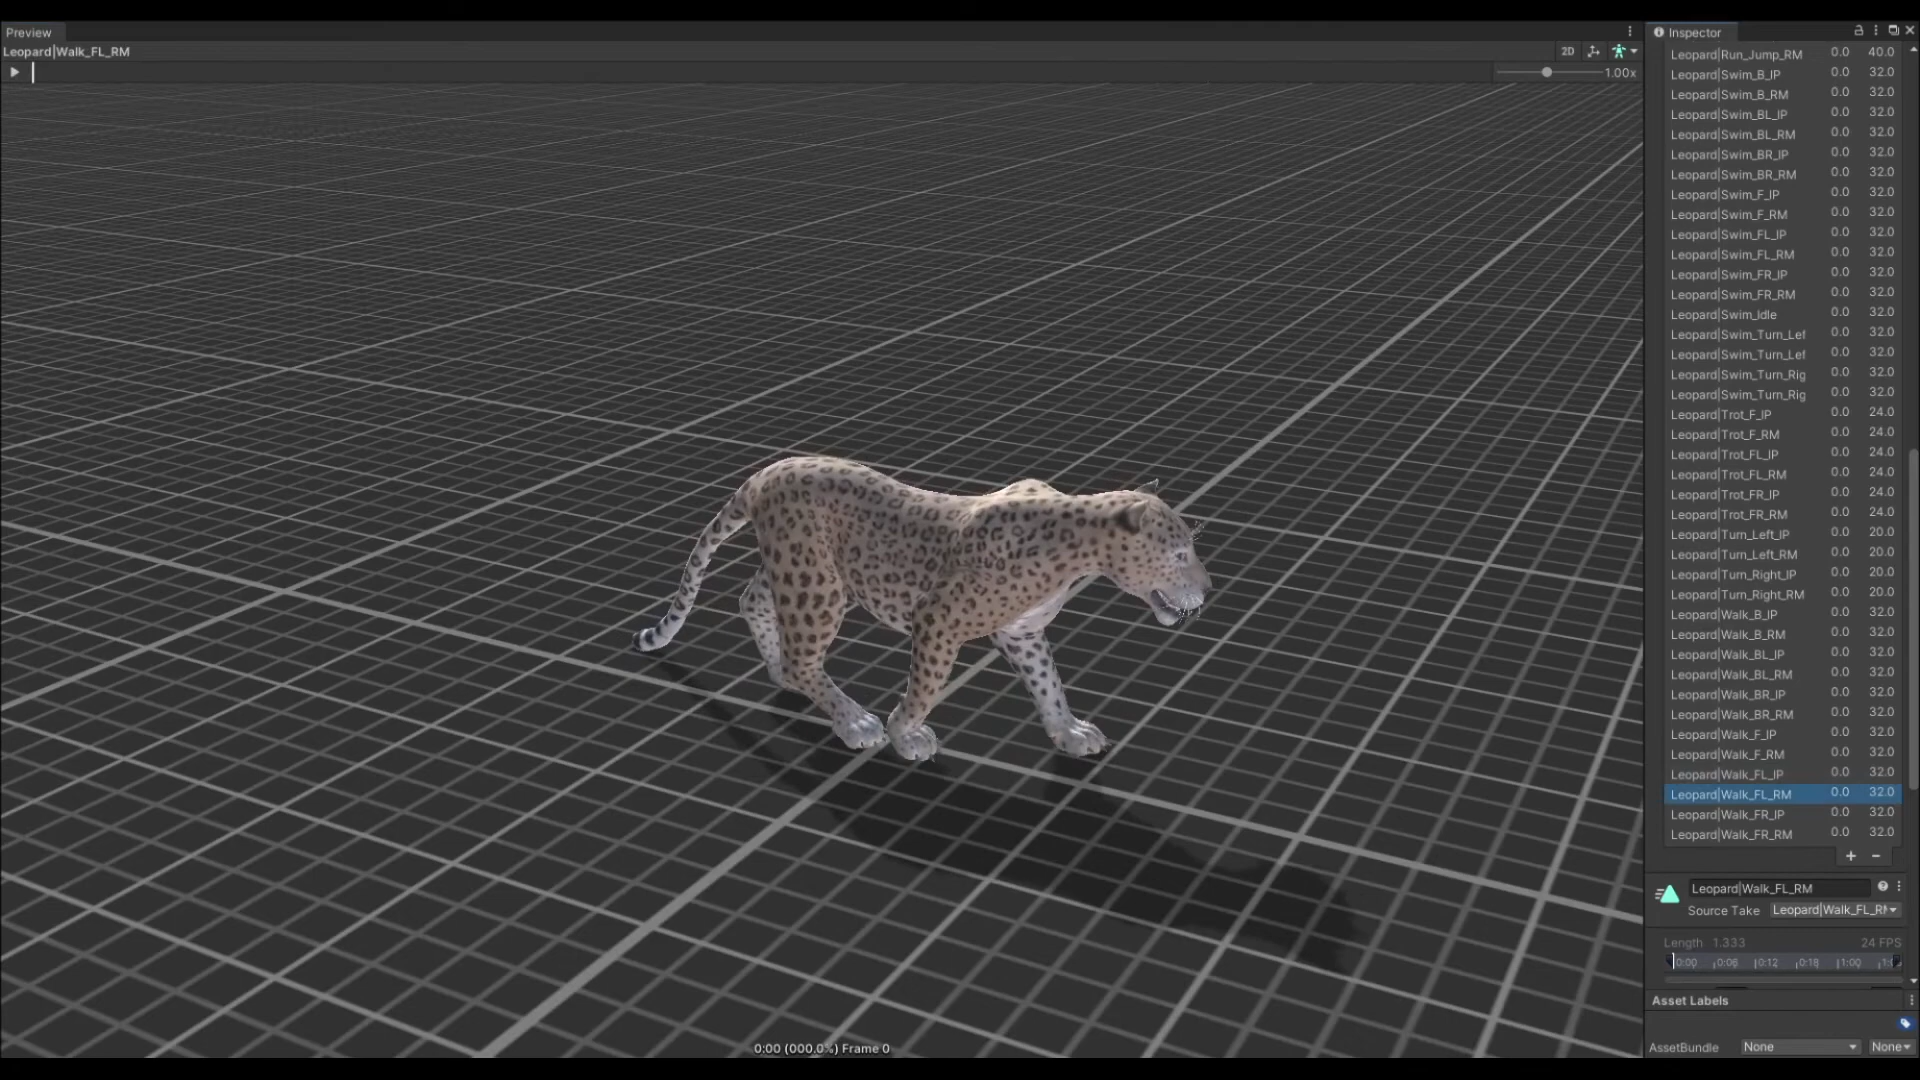 Preview
Leopard|Walk_FL_RM
2D
1.00x
0:00 (000.0%) Frame 0
Inspector
Leopard|Run_Jump_RM 0.0 40.0
Leopard|Swim_B_IP 0.0 32.0
Leopard|Swim_B_RM 0.0 32.0
Leopard|Swim_BL_IP 0.0 32.0
Leopard|Swim_BL_RM 0.0 32.0
Leopard|Swim_BR_IP 0.0 32.0
Leopard|Swim_BR_RM 0.0 32.0
Leopard|Swim_F_IP 0.0 32.0
Leopard|Swim_F_RM 0.0 32.0
Leopard|Swim_FL_IP 0.0 32.0
Leopard|Swim_FL_RM 0.0 32.0
Leopard|Swim_FR_IP 0.0 32.0
Leopard|Swim_FR_RM 0.0 32.0
Leopard|Swim_Idle 0.0 32.0
Leopard|Swim_Turn_Lef 0.0 32.0
Leopard|Swim_Turn_Lef 0.0 32.0
Leopard|Swim_Turn_Rig 0.0 32.0
Leopard|Swim_Turn_Rig 0.0 32.0
Leopard|Trot_F_IP 0.0 24.0
Leopard|Trot_F_RM 0.0 24.0
Leopard|Trot_FL_IP 0.0 24.0
Leopard|Trot_FL_RM 0.0 24.0
Leopard|Trot_FR_IP 0.0 24.0
Leopard|Trot_FR_RM 0.0 24.0
Leopard|Turn_Left_IP 0.0 20.0
Leopard|Turn_Left_RM 0.0 20.0
Leopard|Turn_Right_IP 0.0 20.0
Leopard|Turn_Right_RM 0.0 20.0
Leopard|Walk_B_IP 0.0 32.0
Leopard|Walk_B_RM 0.0 32.0
Leopard|Walk_BL_IP 0.0 32.0
Leopard|Walk_BL_RM 0.0 32.0
Leopard|Walk_BR_IP 0.0 32.0
Leopard|Walk_BR_RM 0.0 32.0
Leopard|Walk_F_IP 0.0 32.0
Leopard|Walk_F_RM 0.0 32.0
Leopard|Walk_FL_IP 0.0 32.0
Leopard|Walk_FL_RM 0.0 32.0
Leopard|Walk_FR_IP 0.0 32.0
Leopard|Walk_FR_RM 0.0 32.0
+ −
Leopard|Walk_FL_RM
Source Take Leopard|Walk_FL_RM
Length 1.333 24 FPS
0:00 0:06 0:12 0:18 1:00
Asset Labels
AssetBundle None None